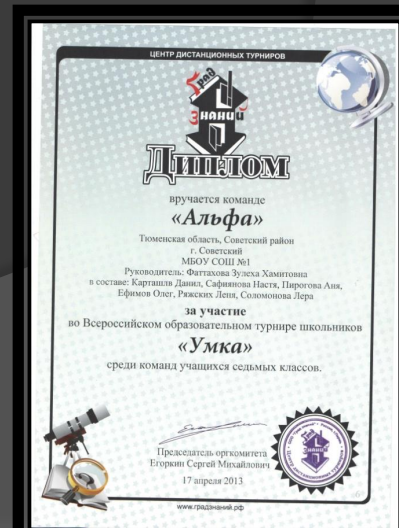 ЦЕНТР ДИСТАНЦИОННЫХ ТУРНИРОВ
Град
Знаний
Диплом
вручается команде
«Альфа»
Тюменская область, Советский район
г. Советский
МБОУ СОШ №1
Руководитель: Фаттахова Зулеха Хамитовна
в составе: Карташлв Данил, Сафиянова Настя, Пирогова Аня,
Ефимов Олег, Ряжских Леня, Соломонова Лера
за участие
во Всероссийском образовательном турнире школьников
«Умка»
среди команд учащихся седьмых классов.
Председатель оргкомитета
Егоркин Сергей Михайлович
17 апреля 2013
www.градзнаний.рф